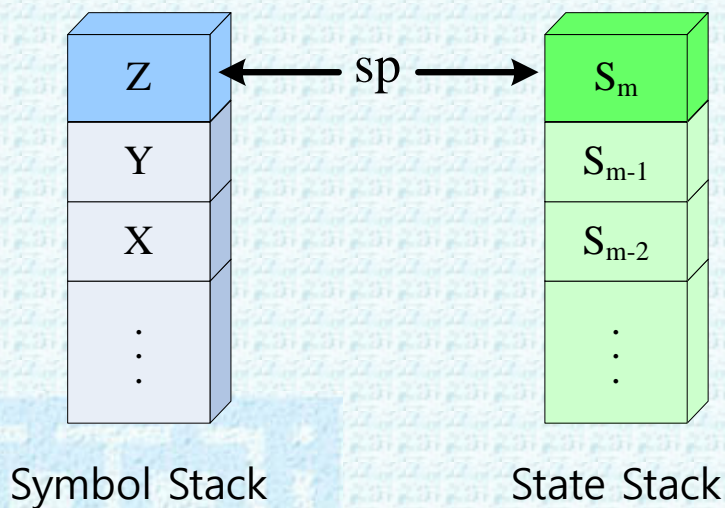 Z sp Sₘ
Y Sₘ₋₁
X Sₘ₋₂
. .
. .
. .
Symbol Stack State Stack